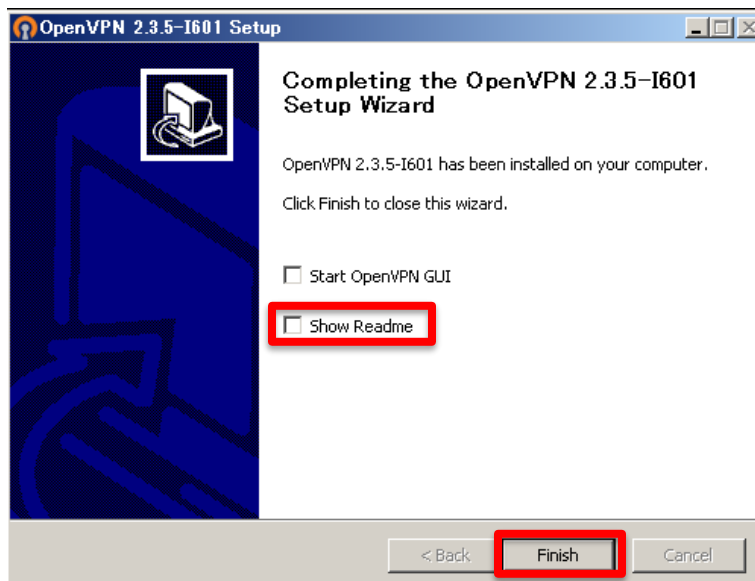 OpenVPN 2.3.5-I601 Setup
Completing the OpenVPN 2.3.5-I601
Setup Wizard
OpenVPN 2.3.5-I601 has been installed on your computer.
Click Finish to close this wizard.
Start OpenVPN GUI
Show Readme
< Back
Finish
Cancel